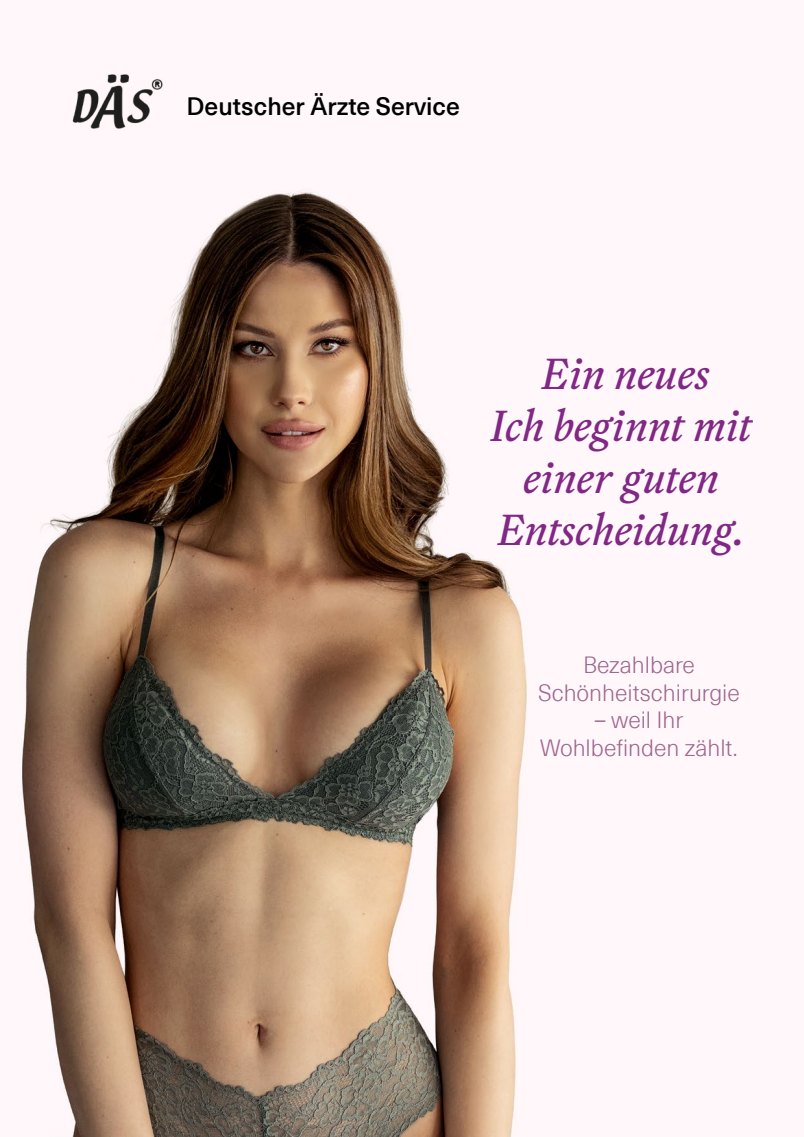 DÄS® Deutscher Ärzte Service
Ein neues
Ich beginnt mit
einer guten
Entscheidung.
Bezahlbare
Schönheitschirurgie
– weil Ihr
Wohlbefinden zählt.